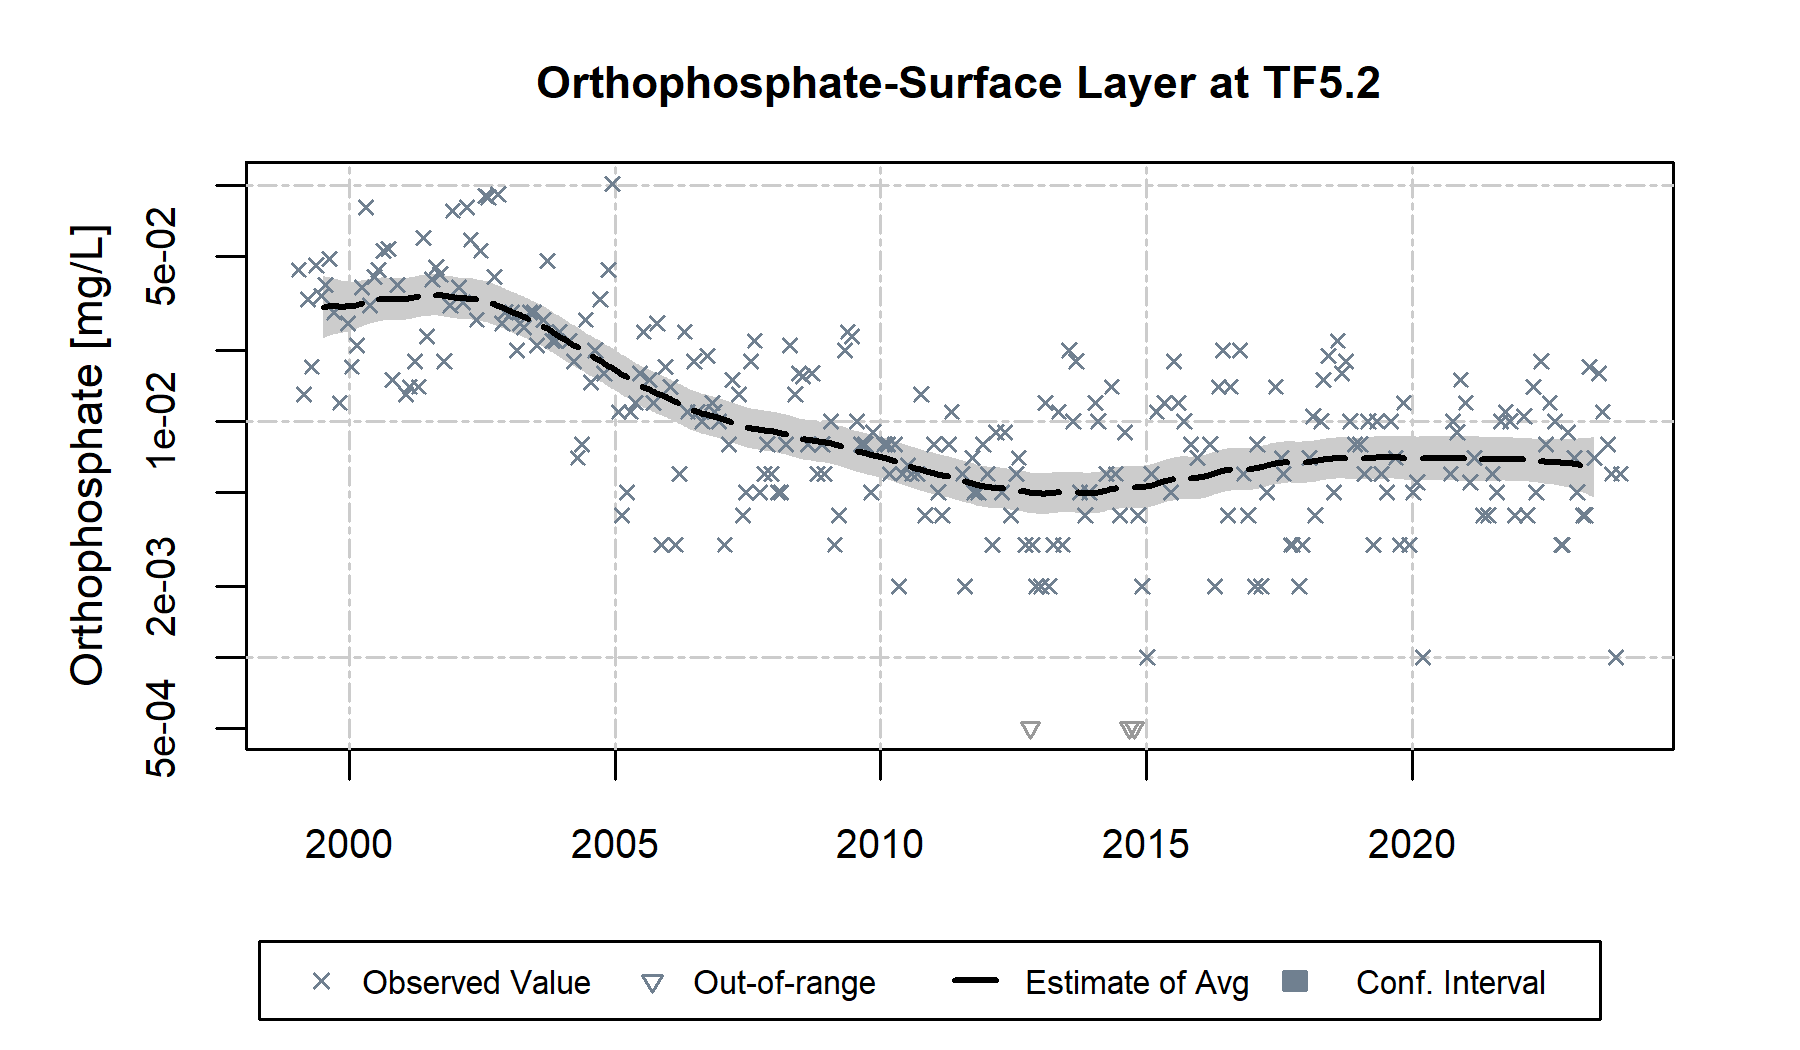 Orthophosphate-Surface Layer at TF5.2
Orthophosphate [mg/L]
5e-02
1e-02
2e-03
5e-04
2000 2005 2010 2015 2020
Observed Value Out-of-range Estimate of Avg Conf. Interval